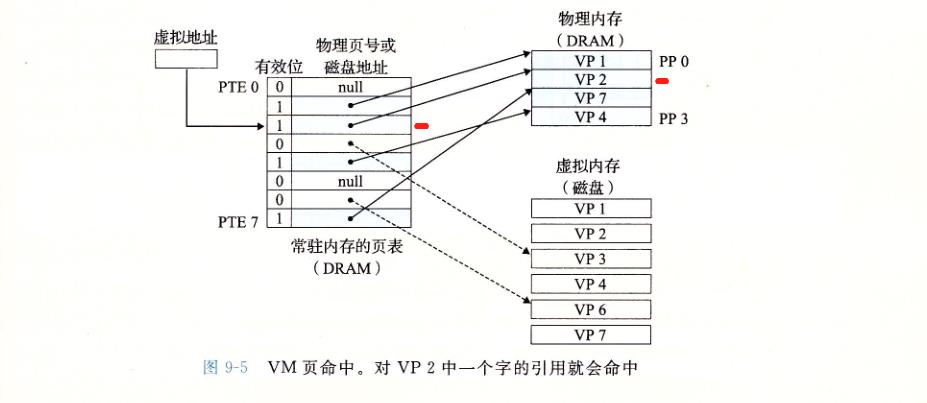 虚拟地址
物理页号或
磁盘地址
有效位
PTE 0
0
null
1
1
0
1
0
null
0
PTE 7
1
常驻内存的页表
（DRAM）
物理内存
（DRAM）
VP 1
PP 0
VP 2
VP 7
VP 4
PP 3
虚拟内存
（磁盘）
VP 1
VP 2
VP 3
VP 4
VP 6
VP 7
图 9-5 VM 页命中。对 VP 2 中一个字的引用就会命中